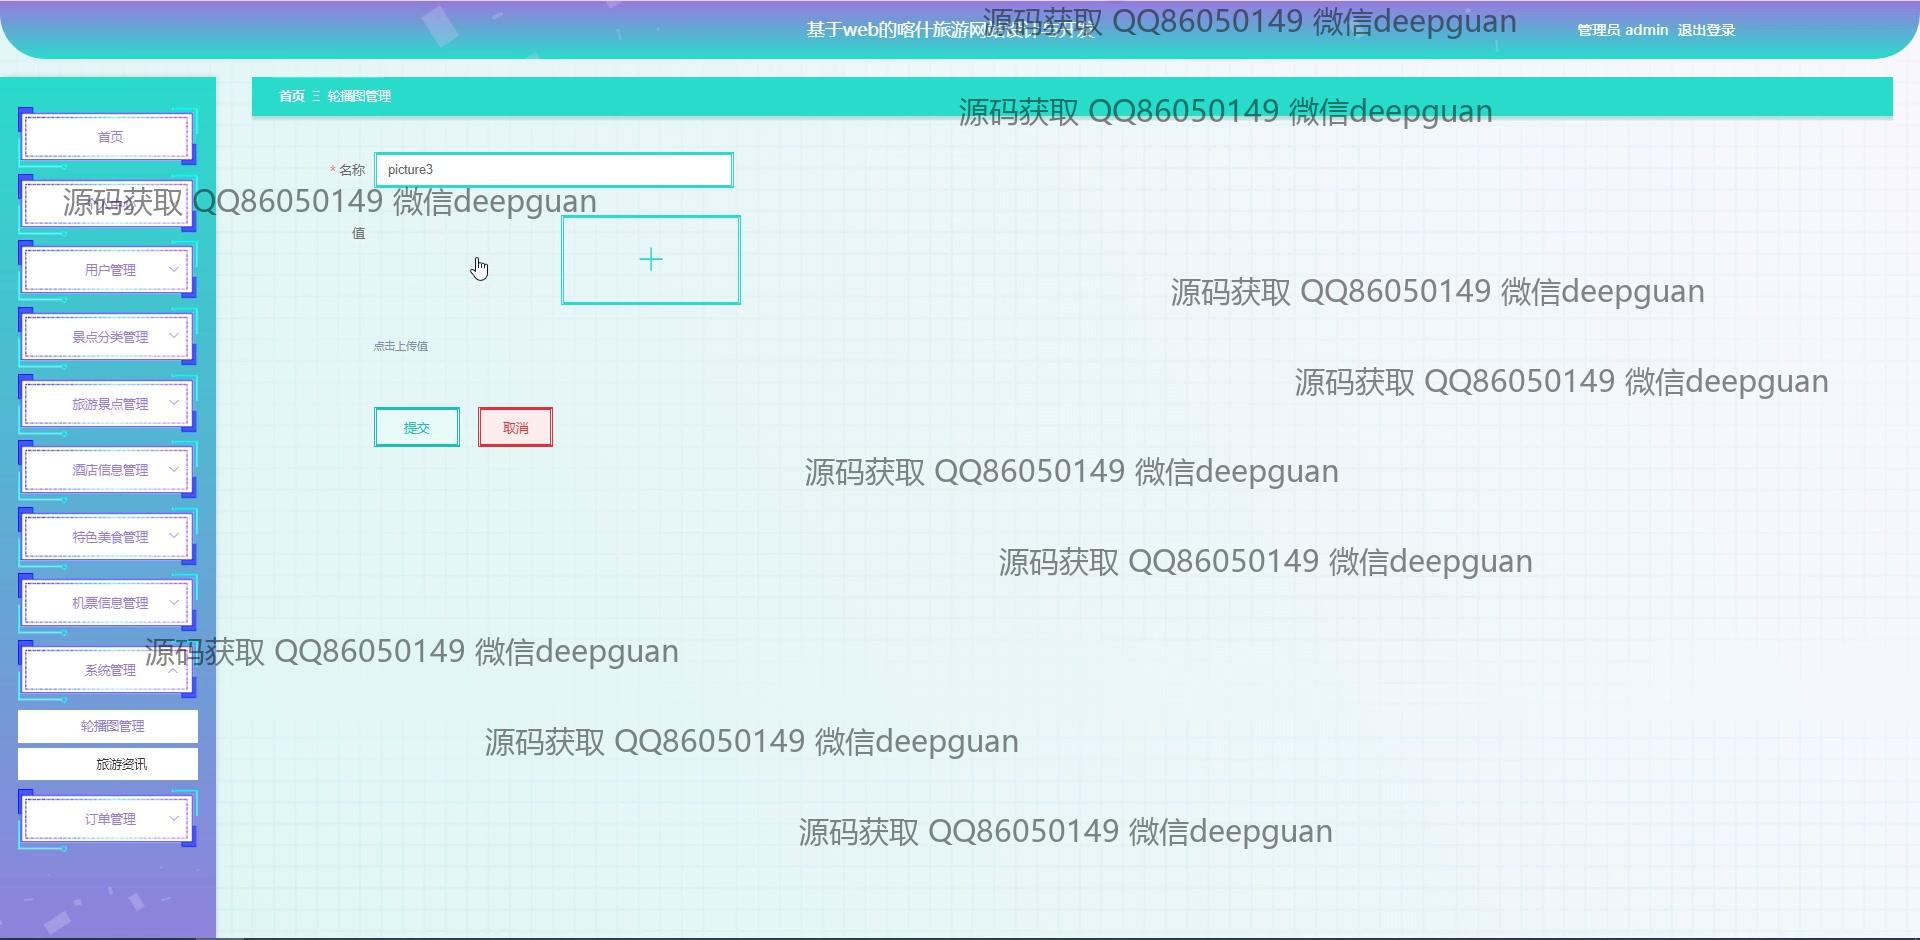 基于web的喀什旅游网站设计与开发
源码获取 QQ86050149 微信deepguan
管理员 admin 退出登录
首页 三 轮播图管理
源码获取 QQ86050149 微信deepguan
首页
* 名称 picture3
源码获取 QQ86050149 微信deepguan
值
用户管理
源码获取 QQ86050149 微信deepguan
景点分类管理
点击上传值
源码获取 QQ86050149 微信deepguan
旅游景点管理
提交
取消
酒店信息管理
源码获取 QQ86050149 微信deepguan
特色美食管理
源码获取 QQ86050149 微信deepguan
机票信息管理
源码获取 QQ86050149 微信deepguan
系统管理
轮播图管理
源码获取 QQ86050149 微信deepguan
旅游资讯
订单管理
源码获取 QQ86050149 微信deepguan